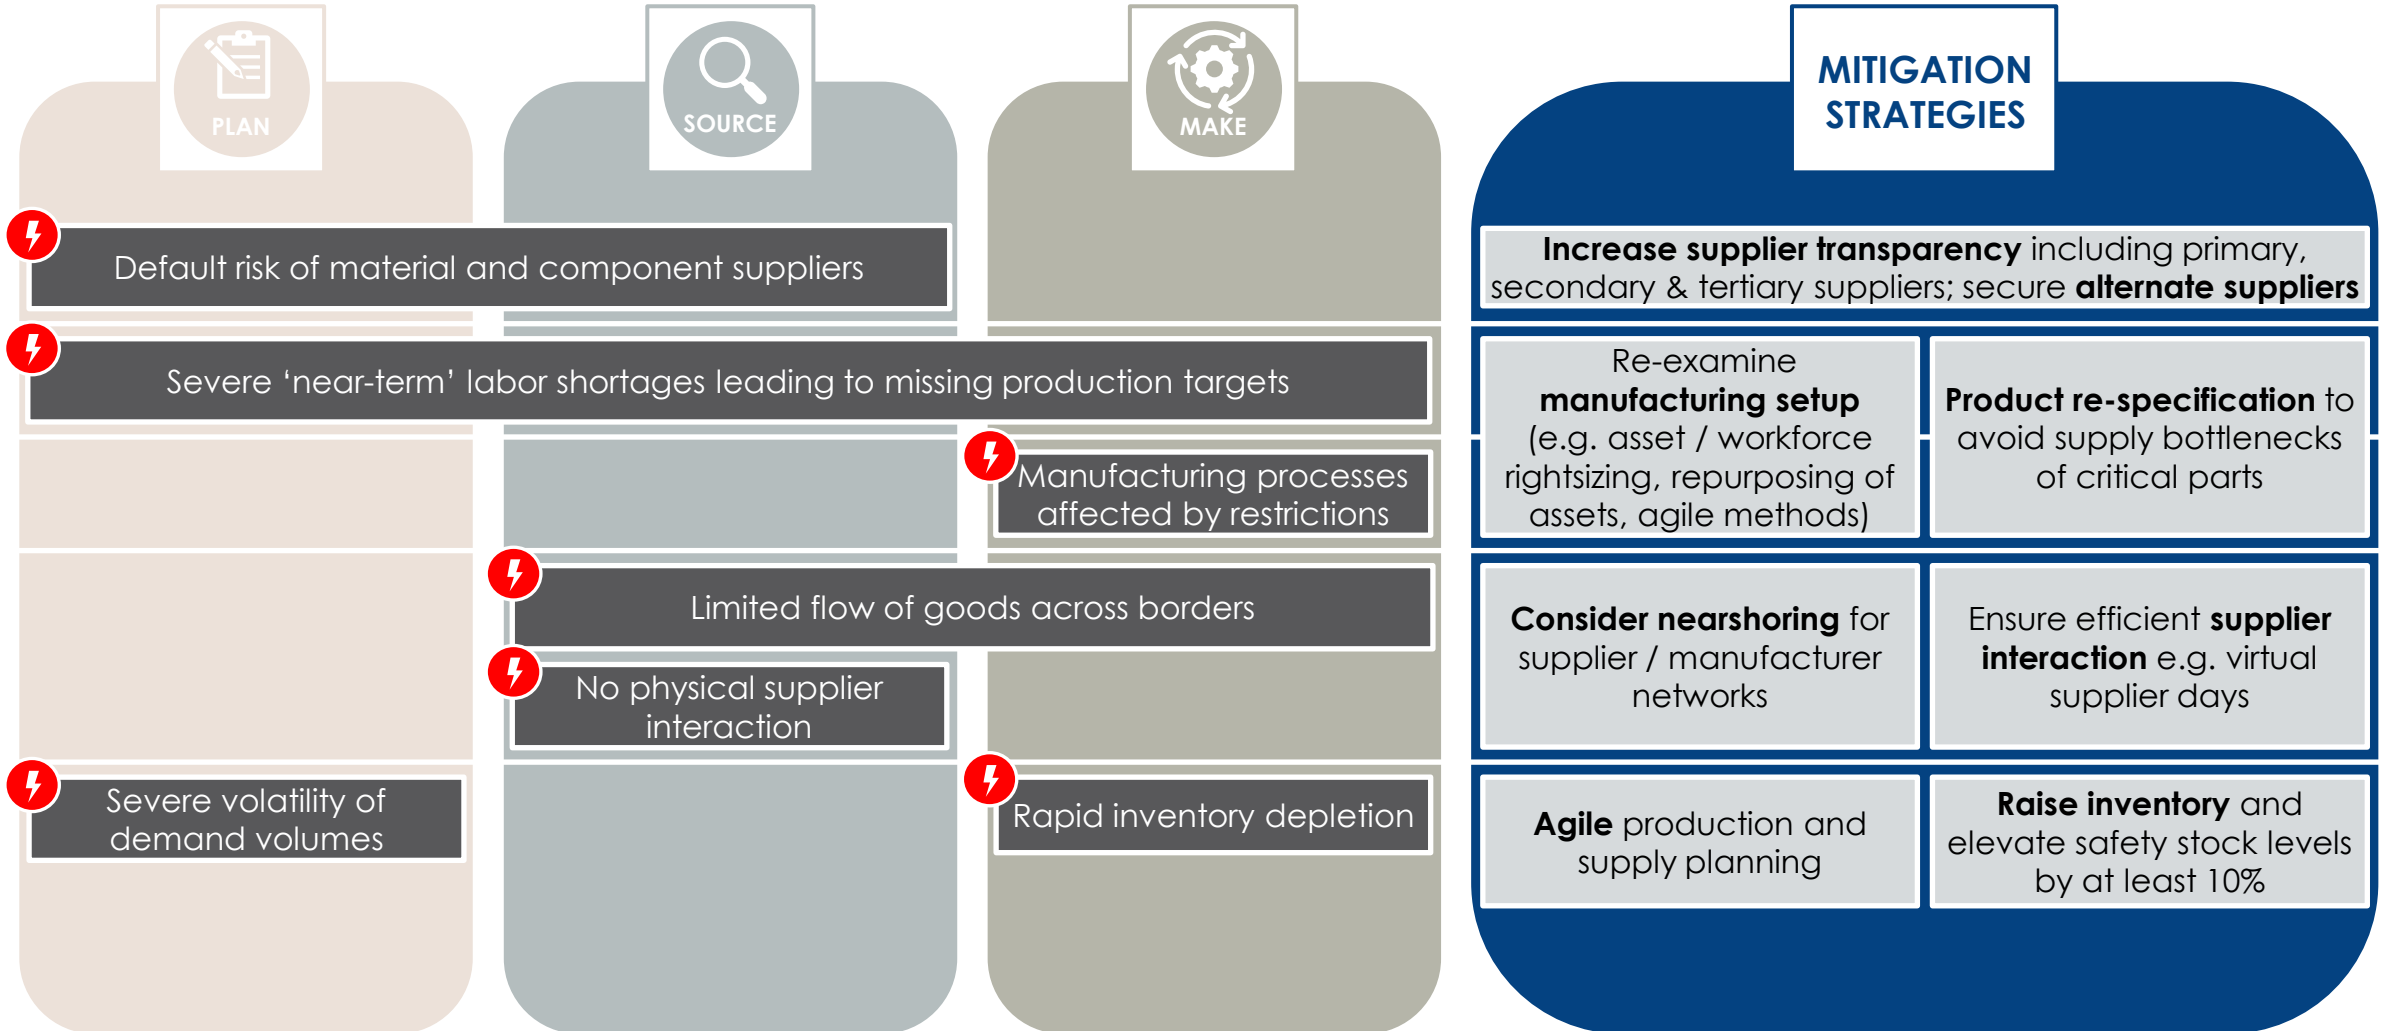 PLAN
SOURCE
MAKE
MITIGATION
STRATEGIES
Default risk of material and component suppliers
Increase supplier transparency including primary,
secondary & tertiary suppliers; secure alternate suppliers
Severe ‘near-term’ labor shortages leading to missing production targets
Manufacturing processes
affected by restrictions
Re-examine
manufacturing setup
(e.g. asset / workforce
rightsizing, repurposing of
assets, agile methods)
Product re-specification to
avoid supply bottlenecks
of critical parts
Limited flow of goods across borders
No physical supplier
interaction
Consider nearshoring for
supplier / manufacturer
networks
Ensure efficient supplier
interaction e.g. virtual
supplier days
Severe volatility of
demand volumes
Rapid inventory depletion
Agile production and
supply planning
Raise inventory and
elevate safety stock levels
by at least 10%